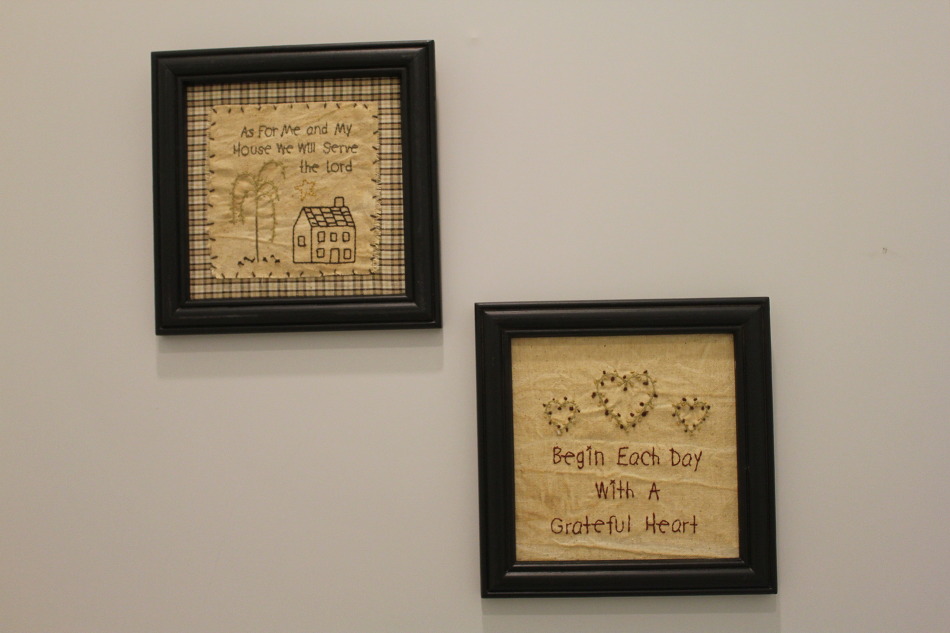 As For Me and My
House We Will Serve
the Lord
Begin Each Day
With A
Grateful Heart